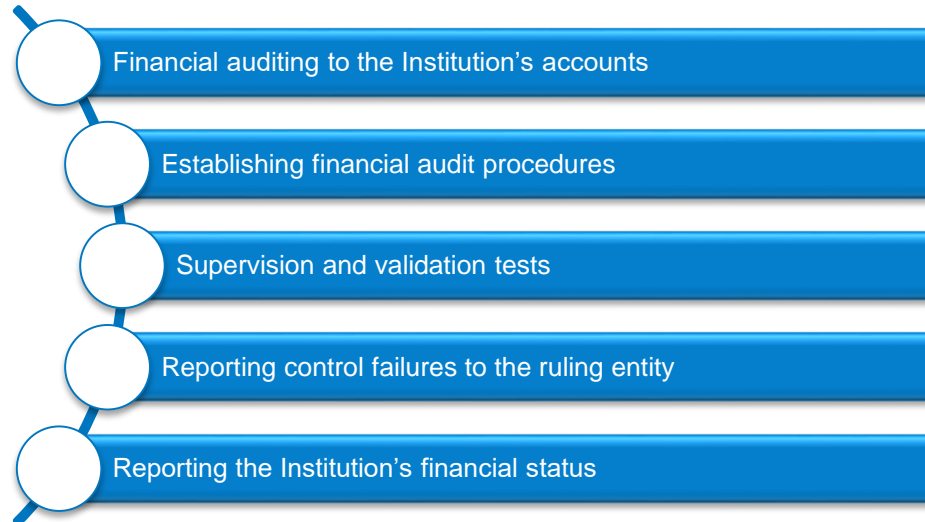 Financial auditing to the Institution’s accounts
Establishing financial audit procedures
Supervision and validation tests
Reporting control failures to the ruling entity
Reporting the Institution’s financial status